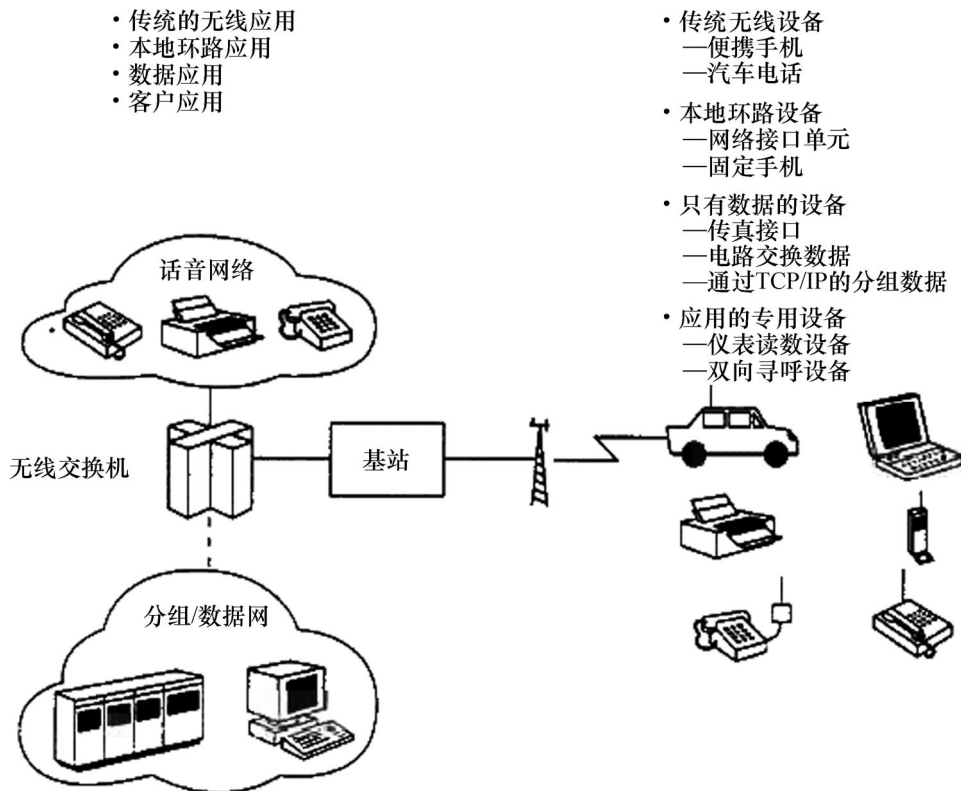 • 传统的无线应用
• 本地环路应用
• 数据应用
• 客户应用
• 传统无线设备
—便携手机
—汽车电话
• 本地环路设备
—网络接口单元
—固定手机
• 只有数据的设备
—传真接口
—电路交换数据
—通过TCP/IP的分组数据
• 应用的专用设备
—仪表读数设备
—双向寻呼设备
话音网络
无线交换机
基站
分组/数据网